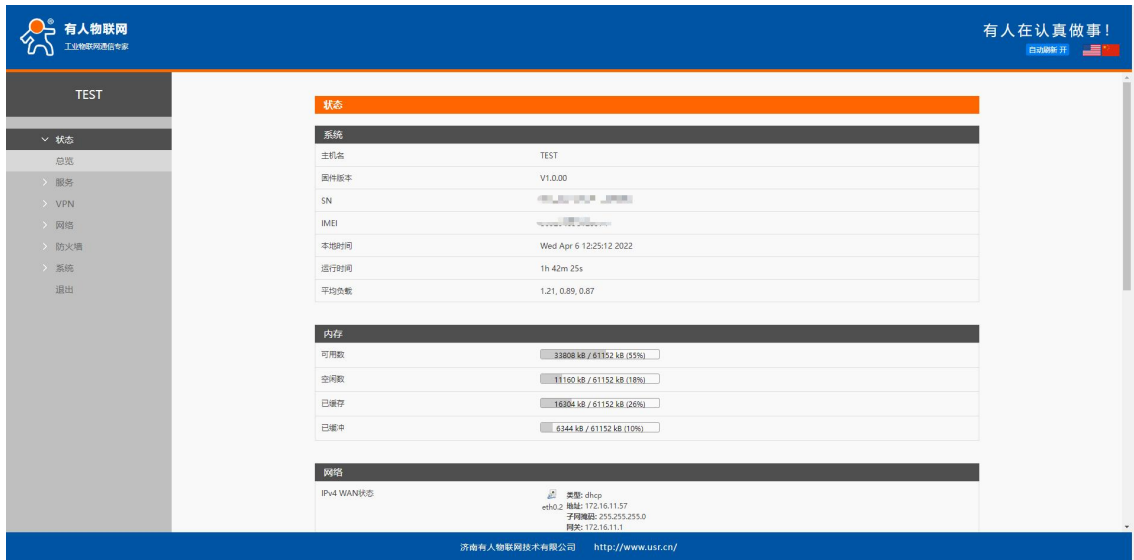 有人物联网
工业物联网通信专家
有人在认真做事！
自动刷新 开
TEST
状态
总览
服务
VPN
网络
防火墙
系统
退出
状态
系统
主机名 TEST
固件版本 V1.0.00
SN
IMEI
本地时间 Wed Apr 6 12:25:12 2022
运行时间 1h 42m 25s
平均负载 1.21, 0.89, 0.87
内存
可用数 33808 kB / 61152 kB (55%)
空闲数 11160 kB / 61152 kB (18%)
已缓存 16304 kB / 61152 kB (26%)
已缓冲 6344 kB / 61152 kB (10%)
网络
IPv4 WAN状态 类型: dhcp
eth0.2 地址: 172.16.11.57
子网掩码: 255.255.255.0
网关: 172.16.11.1
济南有人物联网技术有限公司 http://www.usr.cn/